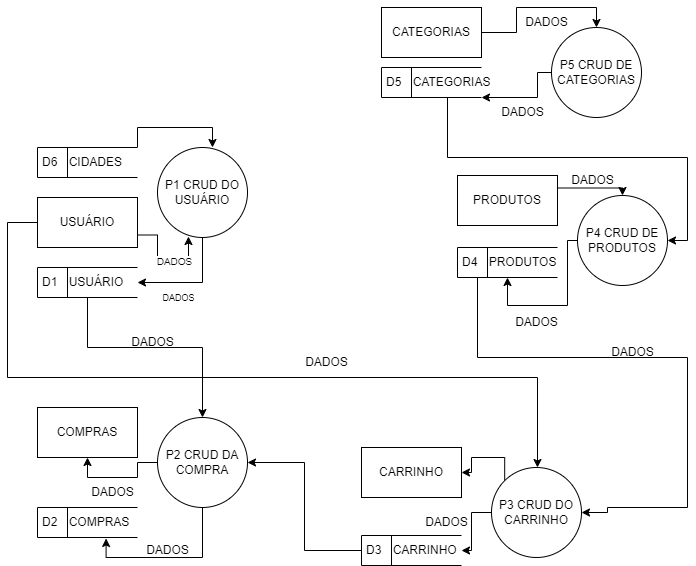 CATEGORIAS
DADOS
P5 CRUD DE
CATEGORIAS
D5
CATEGORIAS
DADOS
D6
CIDADES
P1 CRUD DO
USUÁRIO
USUÁRIO
DADOS
D1
USUÁRIO
DADOS
PRODUTOS
DADOS
P4 CRUD DE
PRODUTOS
D4
PRODUTOS
DADOS
DADOS
DADOS
DADOS
COMPRAS
P2 CRUD DA
COMPRA
DADOS
D2
COMPRAS
DADOS
CARRINHO
P3 CRUD DO
CARRINHO
DADOS
D3
CARRINHO